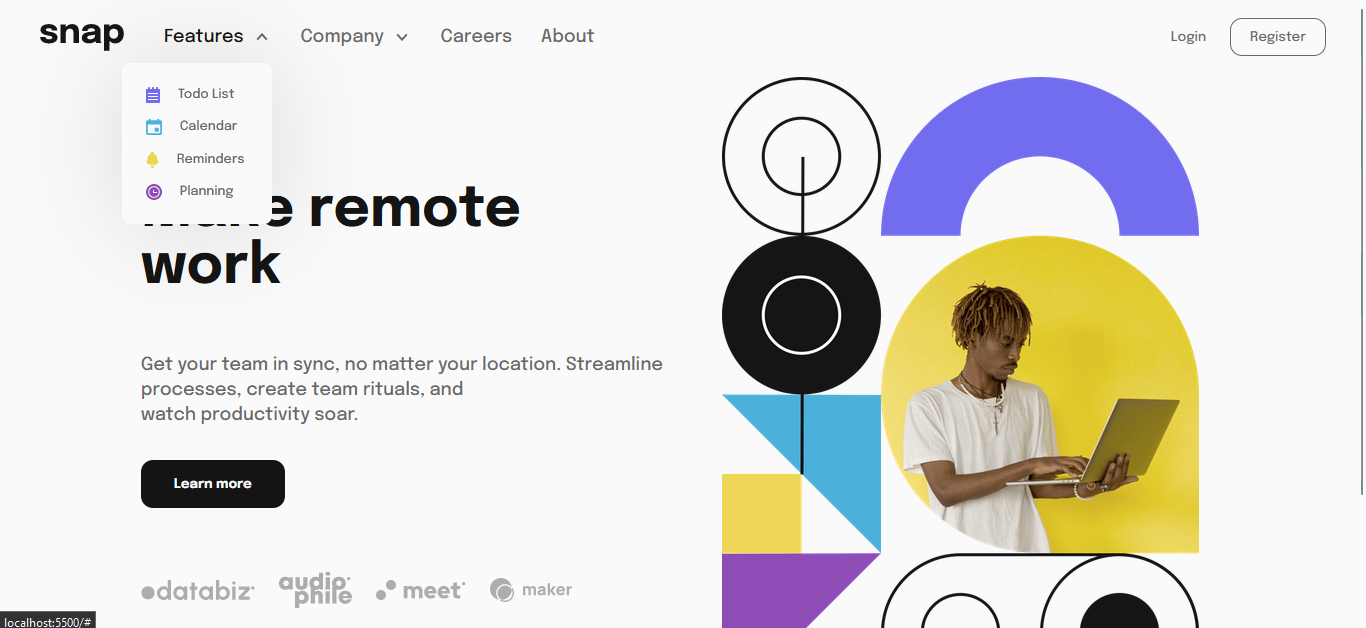 snap Features Company Careers About Login Register
Todo List
Calendar
Reminders
Planning
remote
work
Get your team in sync, no matter your location. Streamline
processes, create team rituals, and
watch productivity soar.
Learn more
databiz audiophile meet maker
localhost:5500/#